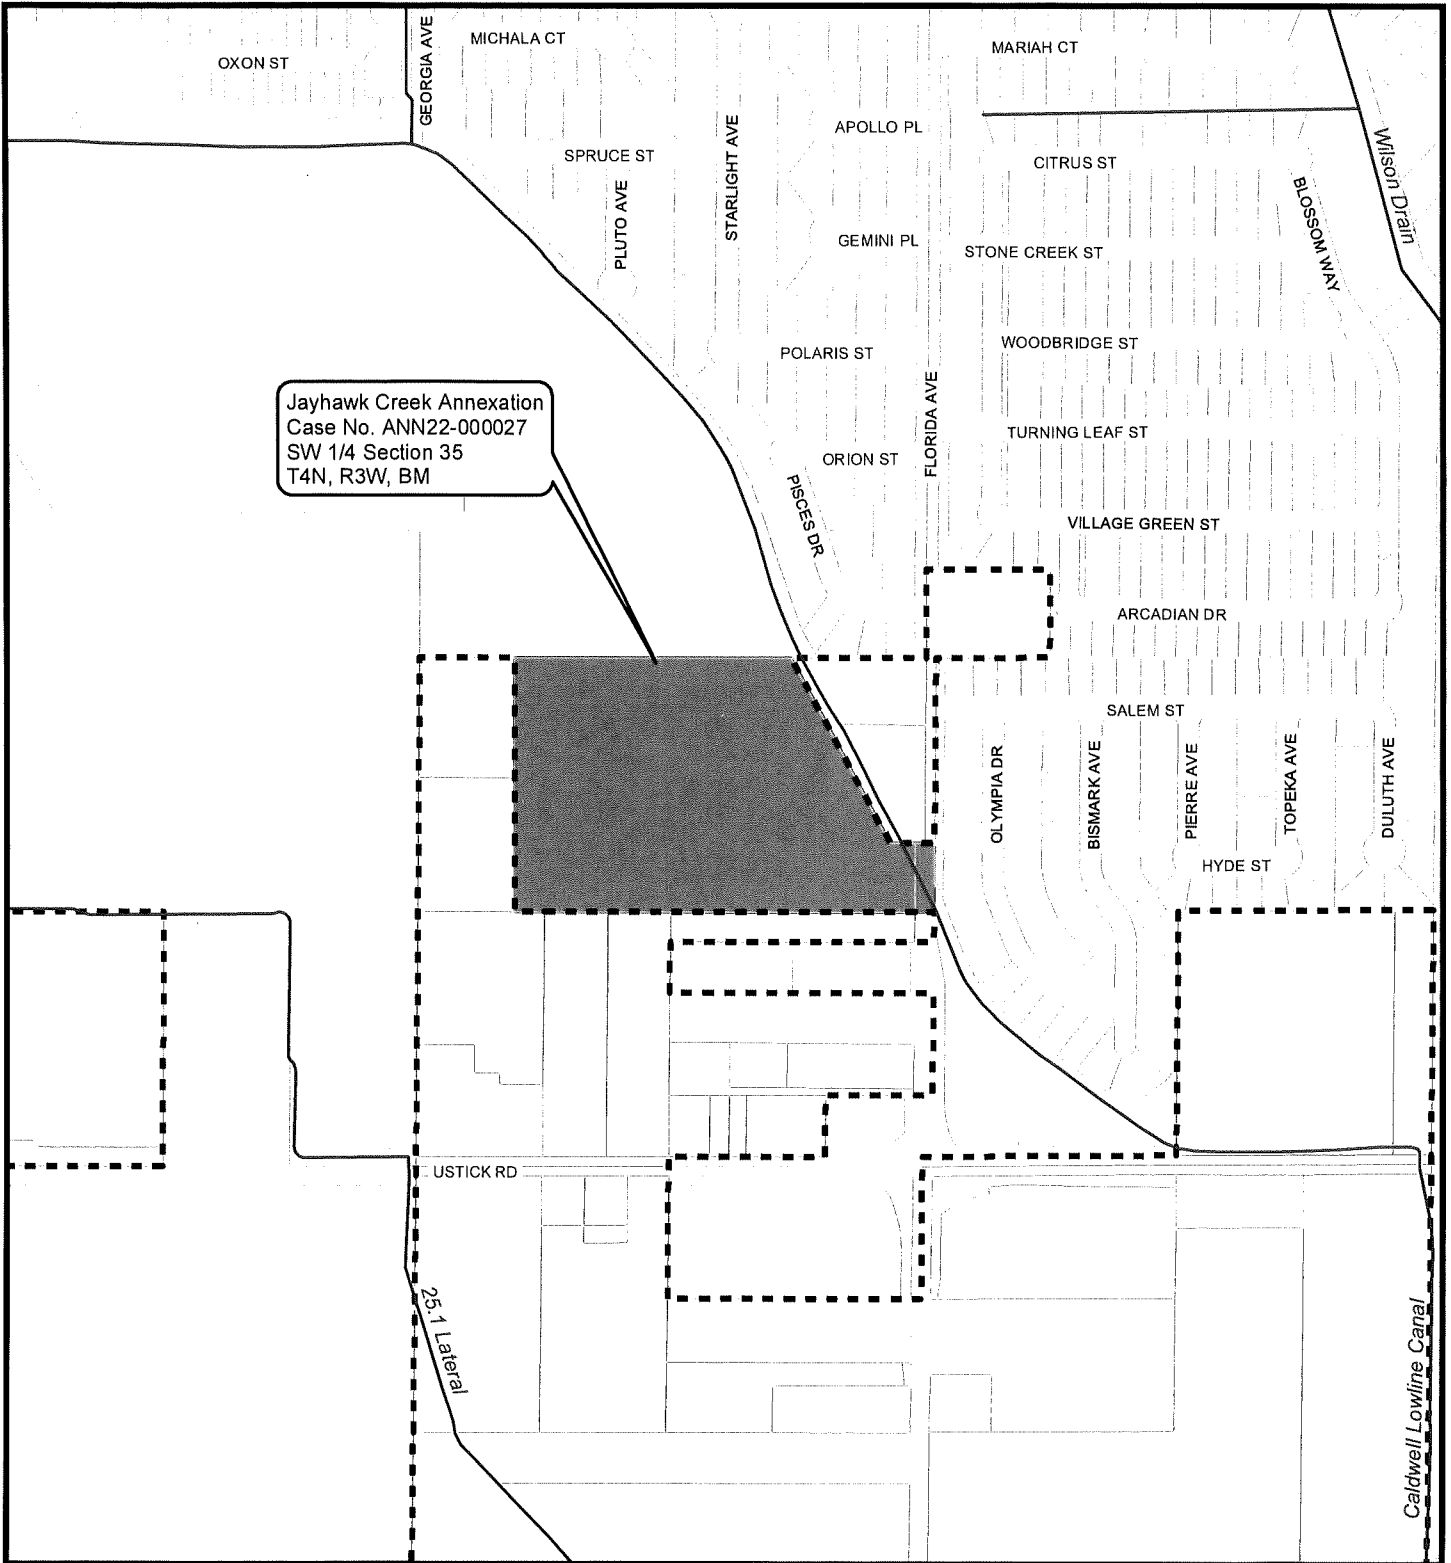 OXON ST
GEORGIA AVE
MICHALA CT
MARIAH CT
APOLLO PL
SPRUCE ST
STARLIGHT AVE
CITRUS ST
Wilson Drain
PLUTO AVE
BLOSSOM WAY
GEMINI PL
STONE CREEK ST
POLARIS ST
WOODBRIDGE ST
Jayhawk Creek Annexation
Case No. ANN22-000027
SW 1/4 Section 35
T4N, R3W, BM
FLORIDA AVE
TURNING LEAF ST
ORION ST
PISCES DR
VILLAGE GREEN ST
ARCADIAN DR
SALEM ST
OLYMPIA DR
BISMARK AVE
PIERRE AVE
TOPEKA AVE
DULUTH AVE
HYDE ST
USTICK RD
25.1 Lateral
Caldwell Lowline Canal